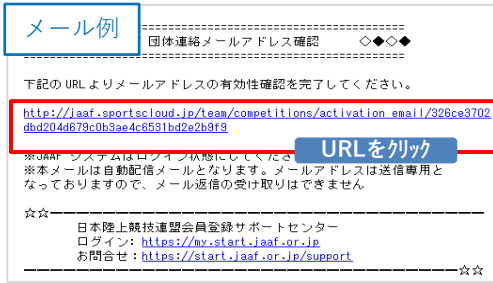 メール例
================================
団体連絡メールアドレス確認　◇◆◇◆
================================
下記のURLよりメールアドレスの有効性確認を完了してください。
http://jaaf.sportscloud.jp/team/competitions/activation_email/326ce3702
dbd204d679c0b3ae4c6531bd2e2b9f9
URLをクリック
※JAAF システムはログイン状態にしてくださ
※本メールは自動配信メールとなります。メールアドレスは送信専用と
なっておりますので、メール返信の受け取りはできません
☆☆━━━━━━━━━━━━━━━━━━━━━━━━━━━━
日本陸上競技連盟会員登録サポートセンター
ログイン: https://my.start.jaaf.or.jp
お問合せ：https://start.jaaf.or.jp/support
━━━━━━━━━━━━━━━━━━━━━━━━━━━━☆☆